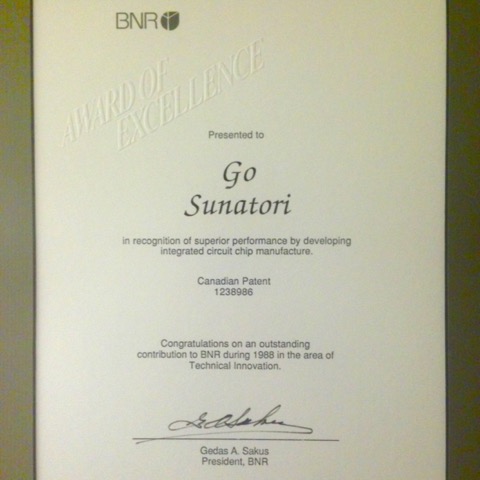 BNR
AWARD OF
EXCELLENCE
Presented to
Go
Sunatori
in recognition of superior performance by developing
integrated circuit chip manufacture.
Canadian Patent
1238986
Congratulations on an outstanding
contribution to BNR during 1988 in the area of
Technical Innovation.
G A Sakus
Gedas A. Sakus
President, BNR